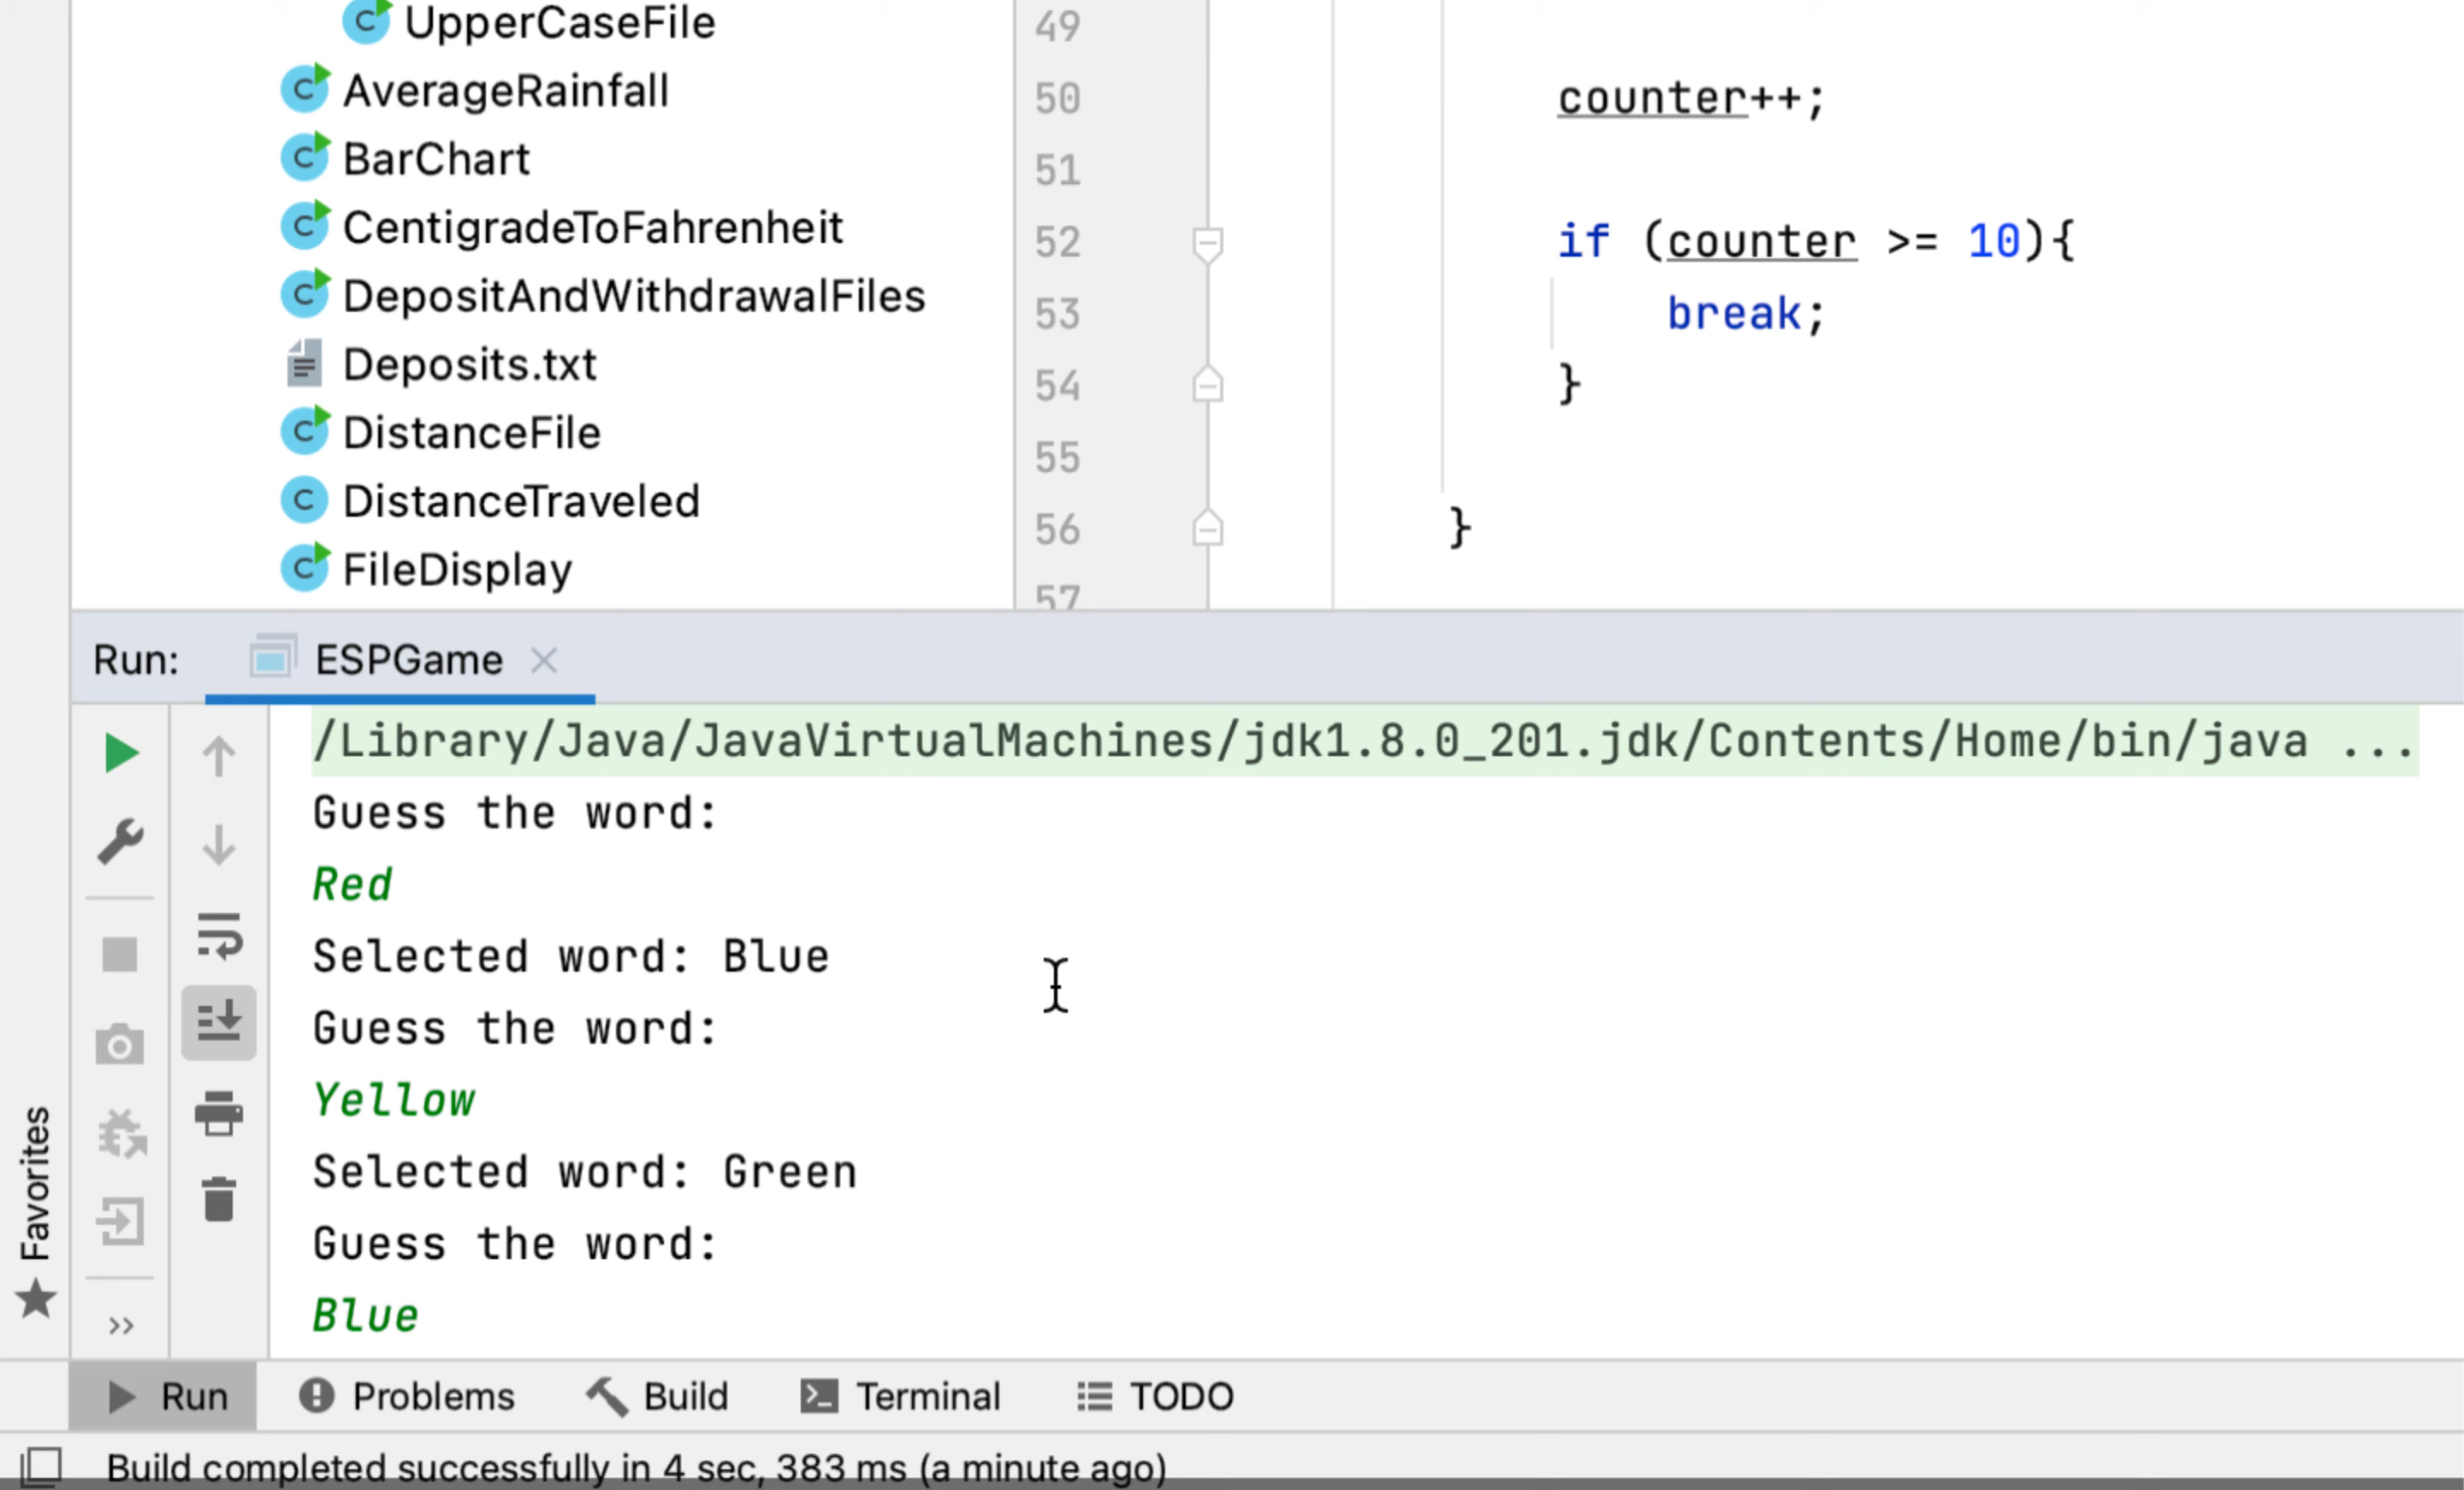 UpperCaseFile
AverageRainfall
BarChart
CentigradeToFahrenheit
DepositAndWithdrawalFiles
Deposits.txt
DistanceFile
DistanceTraveled
FileDisplay
49
50 counter++;
51
52 if (counter >= 10){
53 break;
54 }
55
56 }
57
Run: ESPGame
/Library/Java/JavaVirtualMachines/jdk1.8.0_201.jdk/Contents/Home/bin/java ...
Guess the word:
Red
Selected word: Blue
Guess the word:
Yellow
Selected word: Green
Guess the word:
Blue
Favorites
Run Problems Build Terminal TODO
Build completed successfully in 4 sec, 383 ms (a minute ago)